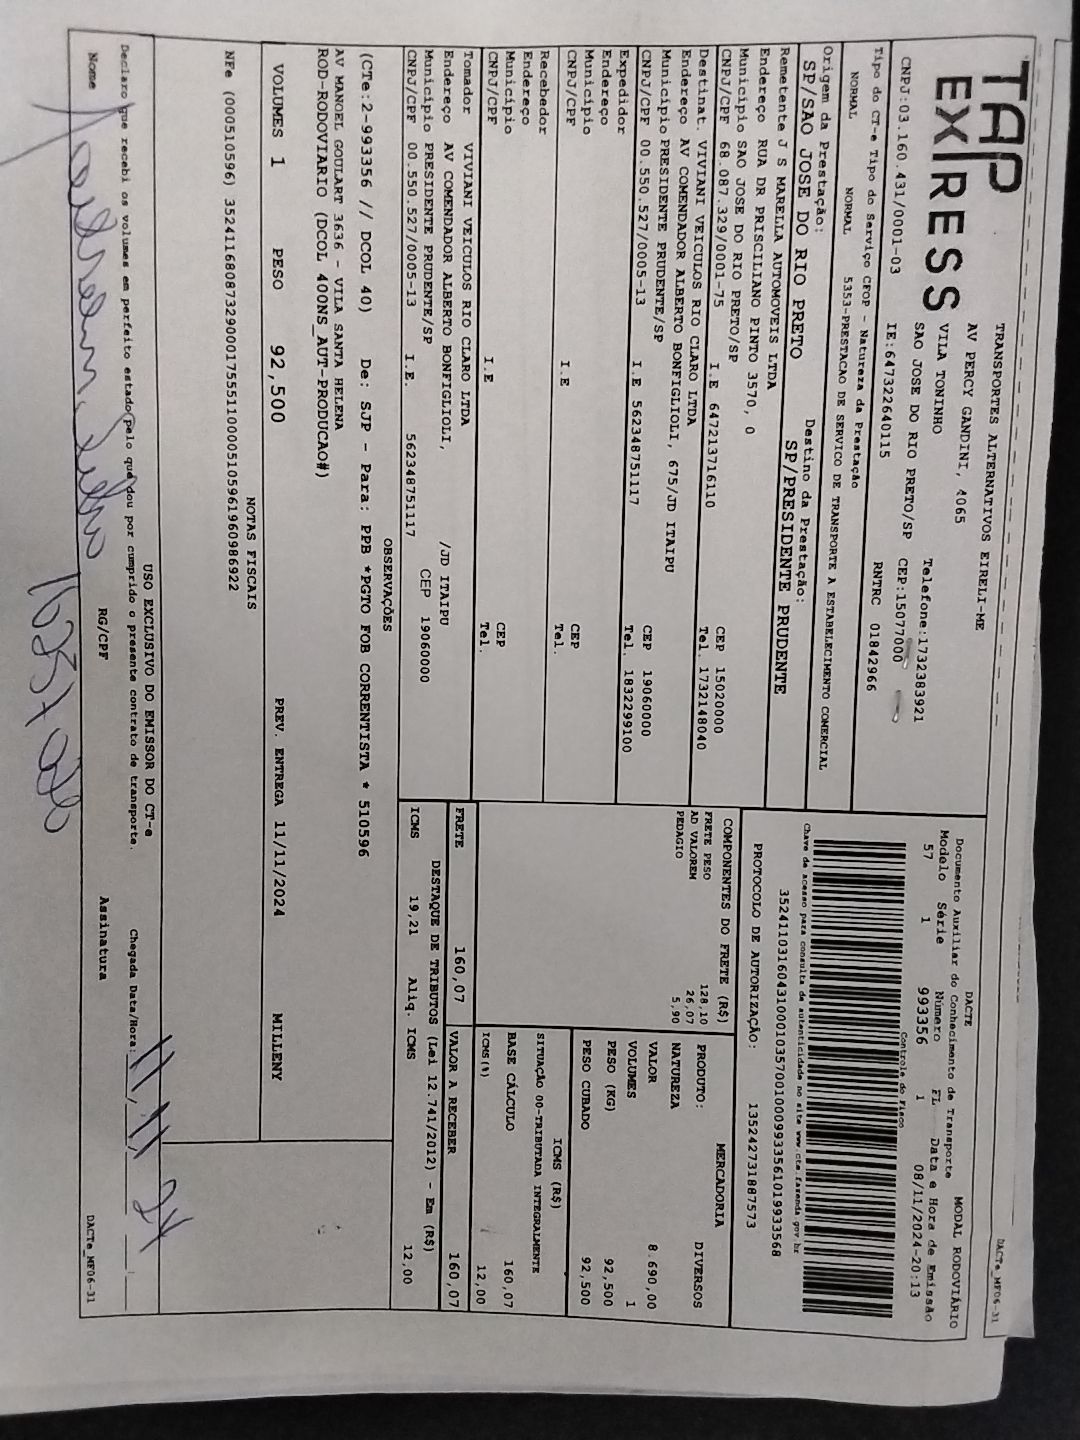 DACTe_MF06-31
TAP
EXPRESS
TRANSPORTES ALTERNATIVOS EIRELI-ME
AV PERCY GANDINI, 4065
VILA TONINHO
SAO JOSE DO RIO PRETO/SP
Telefone:1732383921
CEP:15077000
CNPJ:03.160.431/0001-03
IE:647322640115
RNTRC 01842966
Tipo do CT-e Tipo do Serviço CFOP - Natureza da Prestação
NORMAL NORMAL 5353-PRESTACAO DE SERVICO DE TRANSPORTE A ESTABELECIMENTO COMERCIAL
Origem da Prestação:
SP/SAO JOSE DO RIO PRETO
Destino da Prestação:
SP/PRESIDENTE PRUDENTE
Remetente J S MARELLA AUTOMOVEIS LTDA
Endereço RUA DR PRISCILIANO PINTO 3570, 0
Município SAO JOSE DO RIO PRETO/SP CEP 15020000
CNPJ/CPF 68.087.329/0001-75 I.E 647213716110 Tel. 1732148040
Destinat. VIVIANI VEICULOS RIO CLARO LTDA
Endereço AV COMENDADOR ALBERTO BONFIGLIOLI, 675/JD ITAIPU
Município PRESIDENTE PRUDENTE/SP CEP 19060000
CNPJ/CPF 00.550.527/0005-13 I.E 562348751117 Tel. 1832299100
Expedidor
Endereço
Município CEP
CNPJ/CPF I.E Tel.
Recebedor
Endereço
Município CEP
CNPJ/CPF I.E Tel.
Tomador VIVIANI VEICULOS RIO CLARO LTDA
Endereço AV COMENDADOR ALBERTO BONFIGLIOLI, /JD ITAIPU
Município PRESIDENTE PRUDENTE/SP CEP 19060000
CNPJ/CPF 00.550.527/0005-13 I.E. 562348751117
DACTE MODAL RODOVIÁRIO
Documento Auxiliar do Conhecimento de Transporte
Modelo Série Número FL Data e Hora de Emissão
57 1 993356 1 08/11/2024-20:13
Controle do Fisco
Chave de acesso para consulta de autenticidade no site www.cte.fazenda.gov.br
35241103160431000103570010009933561019933568
PROTOCOLO DE AUTORIZAÇÃO: 135242731887573
COMPONENTES DO FRETE (R$)
FRETE PESO 128,10
AD VALOREM 26,07
PEDAGIO 5,90
MERCADORIA
PRODUTO: DIVERSOS
NATUREZA
VALOR 8.690,00
VOLUMES 1
PESO (KG) 92,500
PESO CUBADO 92,500
ICMS (R$)
SITUAÇÃO 00-TRIBUTADA INTEGRALMENTE
BASE CÁLCULO 160,07
ICMS(%) 12,00
FRETE 160,07 VALOR A RECEBER 160,07
DESTAQUE DE TRIBUTOS (Lei 12.741/2012) - Em (R$)
ICMS 19,21 Aliq. ICMS 12,00
OBSERVAÇÕES
(CTe:2-993356 // DCOL 40) De: SJP - Para: PPB *PGTO FOB CORRENTISTA * 510596
AV MANOEL GOULART 3636 - VILA SANTA HELENA
ROD-RODOVIARIO (DCOL 400NS_AUT-PRODUCAO#)
VOLUMES 1 PESO 92,500 PREV. ENTREGA 11/11/2024 MILLENY
NOTAS FISCAIS
NFe (000510596) 35241168087329000175551100005105961960986922
USO EXCLUSIVO DO EMISSOR DO CT-e
Declaro que recebi os volumes em perfeito estado pelo que dou por cumprido o presente contrato de transporte. Chegada Data/Hora: 11/11/24
Nome RG/CPF Assinatura
DACTe_MF06-31